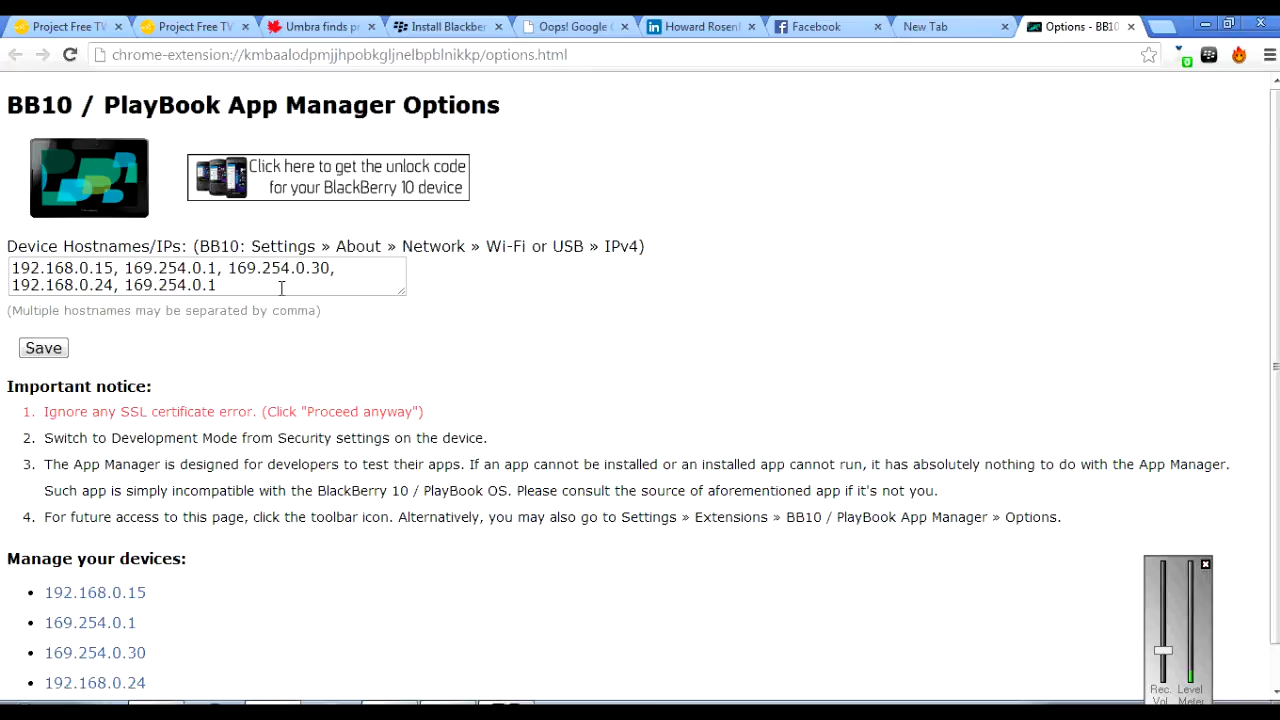 Project Free TV
Project Free TV
Umbra finds pr
Install Blackber
Oops! Google C
Howard Rosenf
Facebook
New Tab
Options - BB10
chrome-extension://kmbaalodpmjjhpobkgljnelbpblnikkp/options.html
BB10 / PlayBook App Manager Options
Click here to get the unlock code
for your BlackBerry 10 device
Device Hostnames/IPs: (BB10: Settings » About » Network » Wi-Fi or USB » IPv4)
192.168.0.15, 169.254.0.1, 169.254.0.30,
192.168.0.24, 169.254.0.1
(Multiple hostnames may be separated by comma)
Save
Important notice:
1. Ignore any SSL certificate error. (Click "Proceed anyway")
2. Switch to Development Mode from Security settings on the device.
3. The App Manager is designed for developers to test their apps. If an app cannot be installed or an installed app cannot run, it has absolutely nothing to do with the App Manager.
Such app is simply incompatible with the BlackBerry 10 / PlayBook OS. Please consult the source of aforementioned app if it's not you.
4. For future access to this page, click the toolbar icon. Alternatively, you may also go to Settings » Extensions » BB10 / PlayBook App Manager » Options.
Manage your devices:
• 192.168.0.15
• 169.254.0.1
• 169.254.0.30
• 192.168.0.24
Rec. Level
Vol Meter